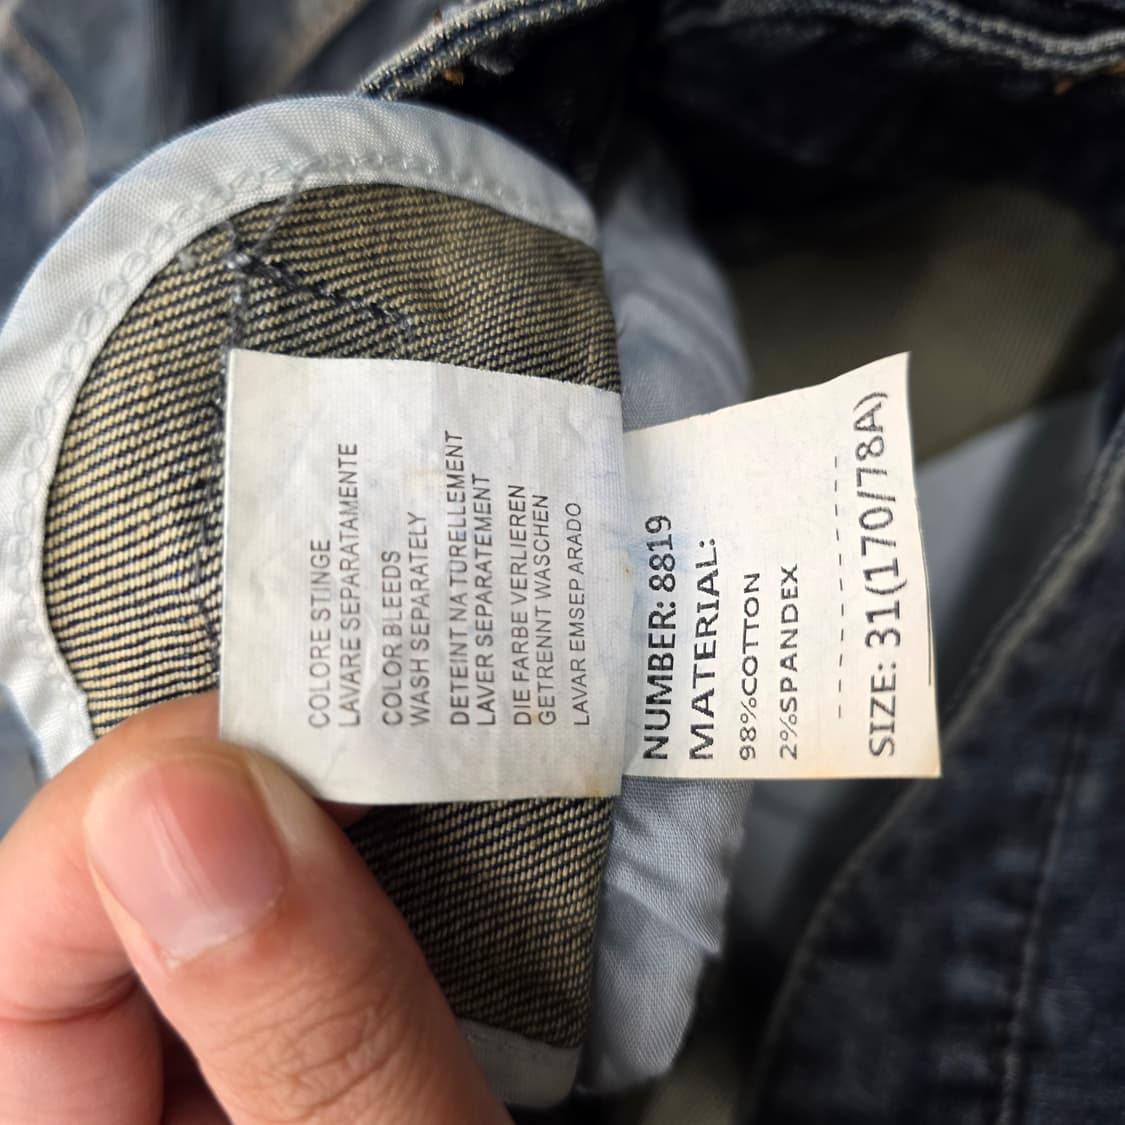 COLORE STINGE
LAVARE SEPARATAMENTE
COLOR BLEEDS
WASH SEPARATELY
DETEINT NA TURELLEMENT
LAVER SEPARATEMENT
DIE FARBE VERLIEREN
GETRENNT WASCHEN
LAVAR EMSEP ARADO
NUMBER: 8819
MATERIAL:
98%COTTON
2%SPANDEX
SIZE: 31(170/78A)